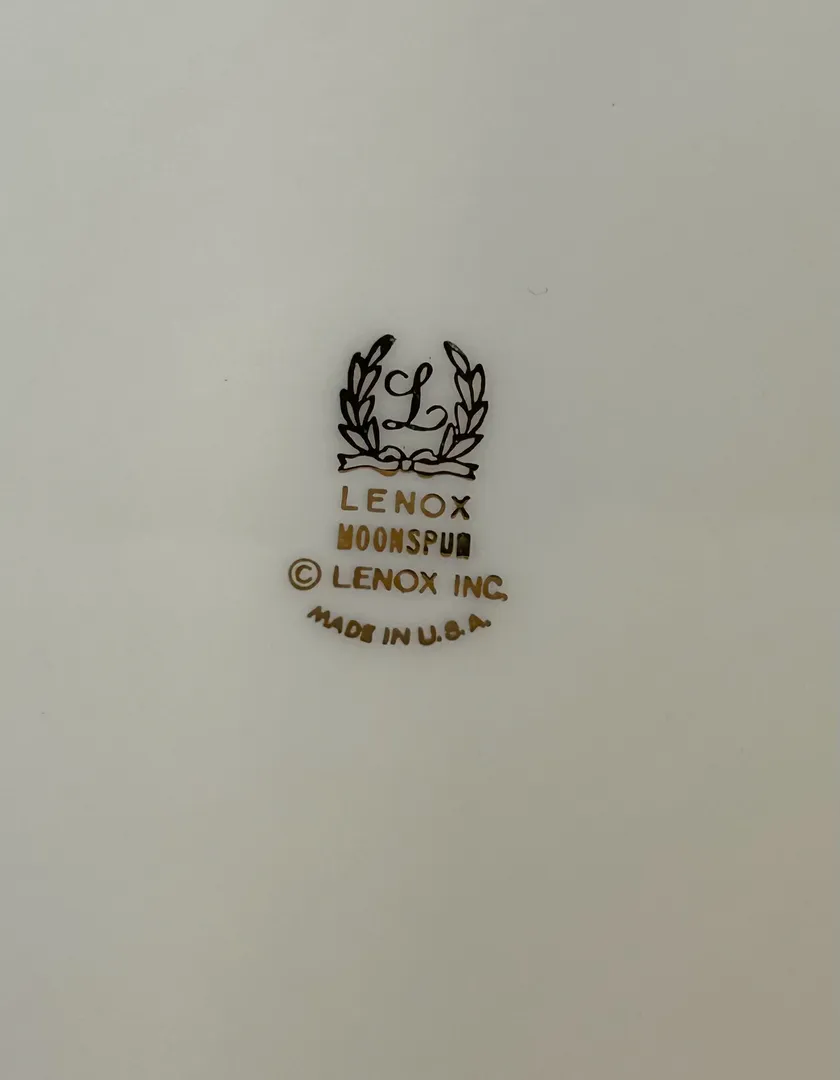 L
LENOX
MOONSPUN
© LENOX INC,
MADE IN U.S.A.